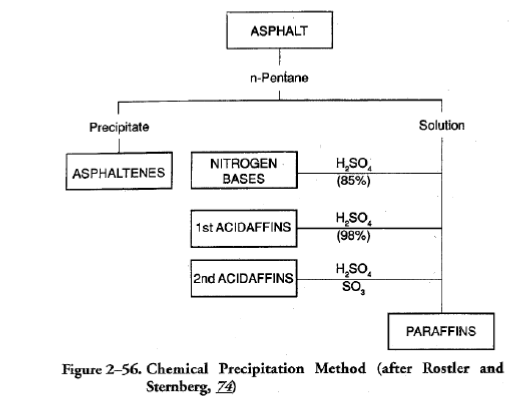 ASPHALT
n-Pentane
Precipitate
Solution
ASPHALTENES
NITROGEN
BASES
H₂SO₄
(85%)
1st ACIDAFFINS
H₂SO₄
(98%)
2nd ACIDAFFINS
H₂SO₄
SO₃
PARAFFINS
Figure 2–56. Chemical Precipitation Method (after Rostler and
Sternberg, 74)